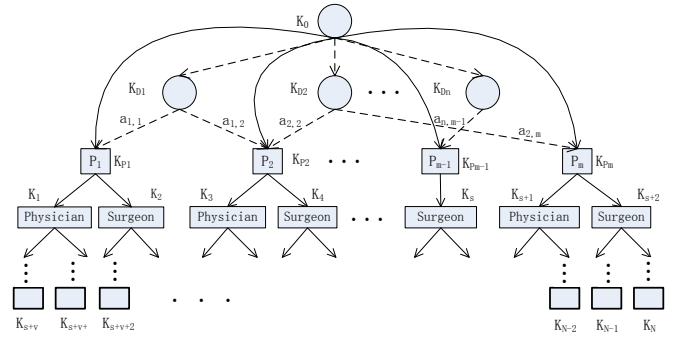 K0
KD1 KD2 ··· KDn
a1,1 a1,2 a2,2 an,m-1 a2,m
P1 KP1 P2 KP2 ··· Pm-1 KPm-1 Pm KPm
K1 K2 K3 K4 Ks Ks+1 Ks+2
Physician Surgeon Physician Surgeon ··· Surgeon Physician Surgeon
Ks+v Ks+v+ Ks+v+2 . . . KN-2 KN-1 KN